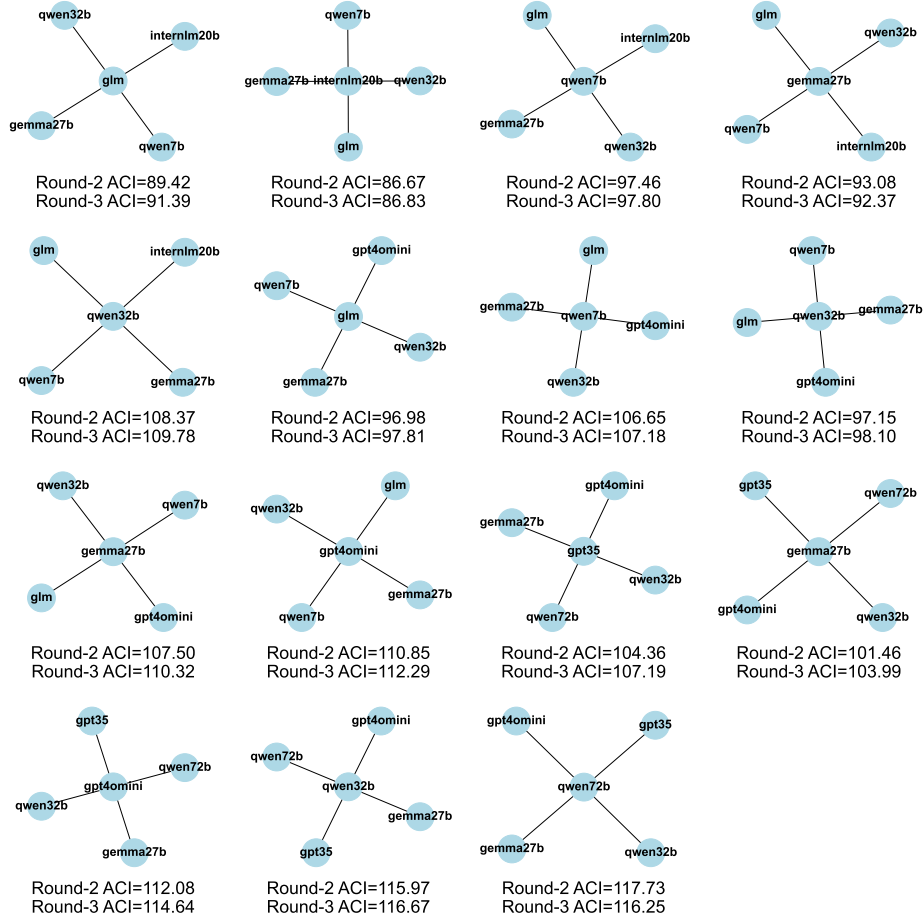 qwen32b
internlm20b
glm
gemma27b
qwen7b
Round-2 ACI=89.42
Round-3 ACI=91.39
qwen7b
gemma27b
internlm20b
qwen32b
glm
Round-2 ACI=86.67
Round-3 ACI=86.83
glm
internlm20b
qwen7b
gemma27b
qwen32b
Round-2 ACI=97.46
Round-3 ACI=97.80
glm
qwen32b
gemma27b
qwen7b
internlm20b
Round-2 ACI=93.08
Round-3 ACI=92.37
glm
internlm20b
qwen32b
qwen7b
gemma27b
Round-2 ACI=108.37
Round-3 ACI=109.78
gpt4omini
qwen7b
glm
qwen32b
gemma27b
Round-2 ACI=96.98
Round-3 ACI=97.81
glm
gemma27b
qwen7b
gpt4omini
qwen32b
Round-2 ACI=106.65
Round-3 ACI=107.18
qwen7b
gemma27b
qwen32b
glm
gpt4omini
Round-2 ACI=97.15
Round-3 ACI=98.10
qwen32b
qwen7b
gemma27b
glm
gpt4omini
Round-2 ACI=107.50
Round-3 ACI=110.32
glm
qwen32b
gpt4omini
gemma27b
qwen7b
Round-2 ACI=110.85
Round-3 ACI=112.29
gpt4omini
gemma27b
gpt35
qwen32b
qwen72b
Round-2 ACI=104.36
Round-3 ACI=107.19
gpt35
qwen72b
gemma27b
gpt4omini
qwen32b
Round-2 ACI=101.46
Round-3 ACI=103.99
gpt35
qwen72b
gpt4omini
qwen32b
gemma27b
Round-2 ACI=112.08
Round-3 ACI=114.64
gpt4omini
qwen72b
qwen32b
gemma27b
gpt35
Round-2 ACI=115.97
Round-3 ACI=116.67
gpt4omini
gpt35
qwen72b
gemma27b
qwen32b
Round-2 ACI=117.73
Round-3 ACI=116.25